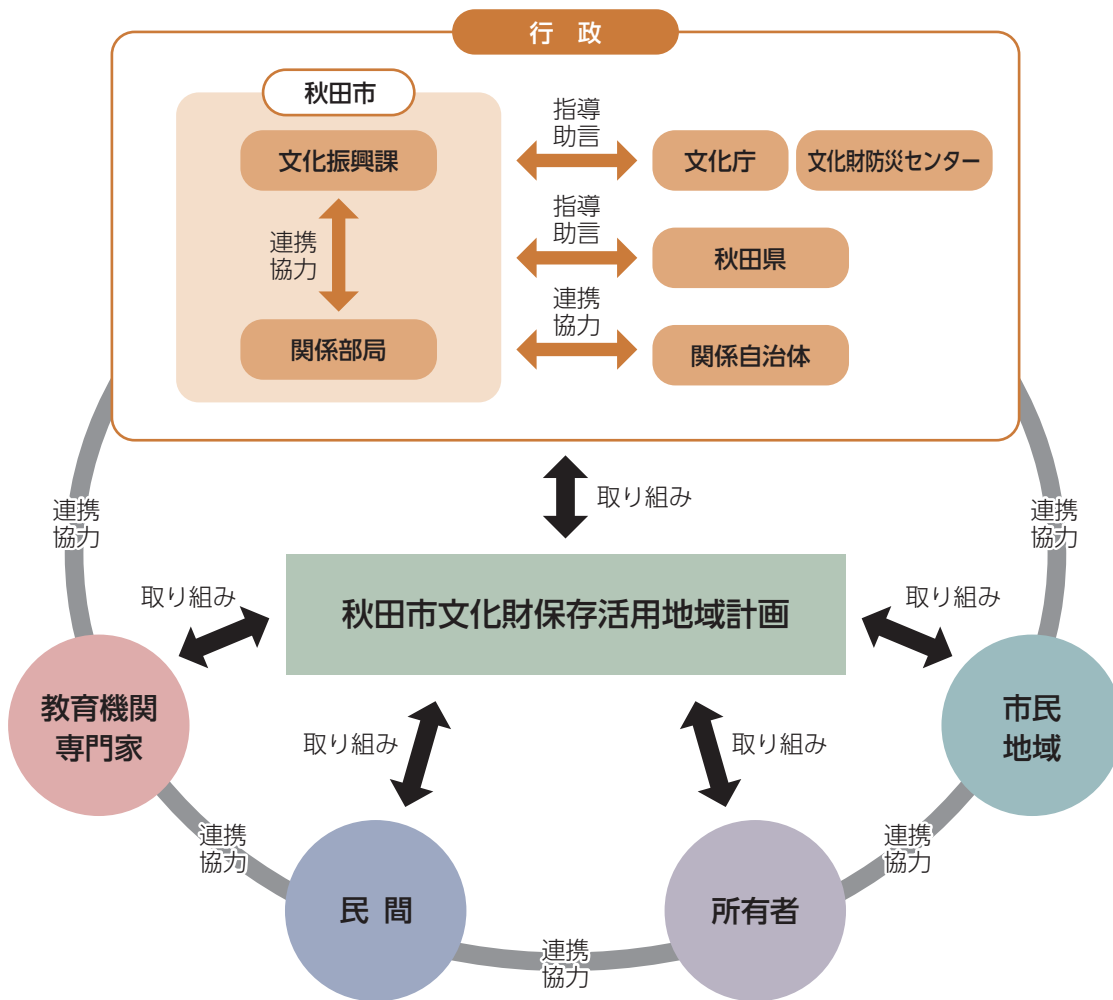 行 政
秋田市
文化振興課
連携
協力
関係部局
指導
助言
文化庁
文化財防災センター
指導
助言
秋田県
連携
協力
関係自治体
取り組み
連携
協力
連携
協力
取り組み
秋田市文化財保存活用地域計画
取り組み
教育機関
専門家
取り組み
取り組み
市民
地域
連携
協力
民 間
所有者
連携
協力
連携
協力